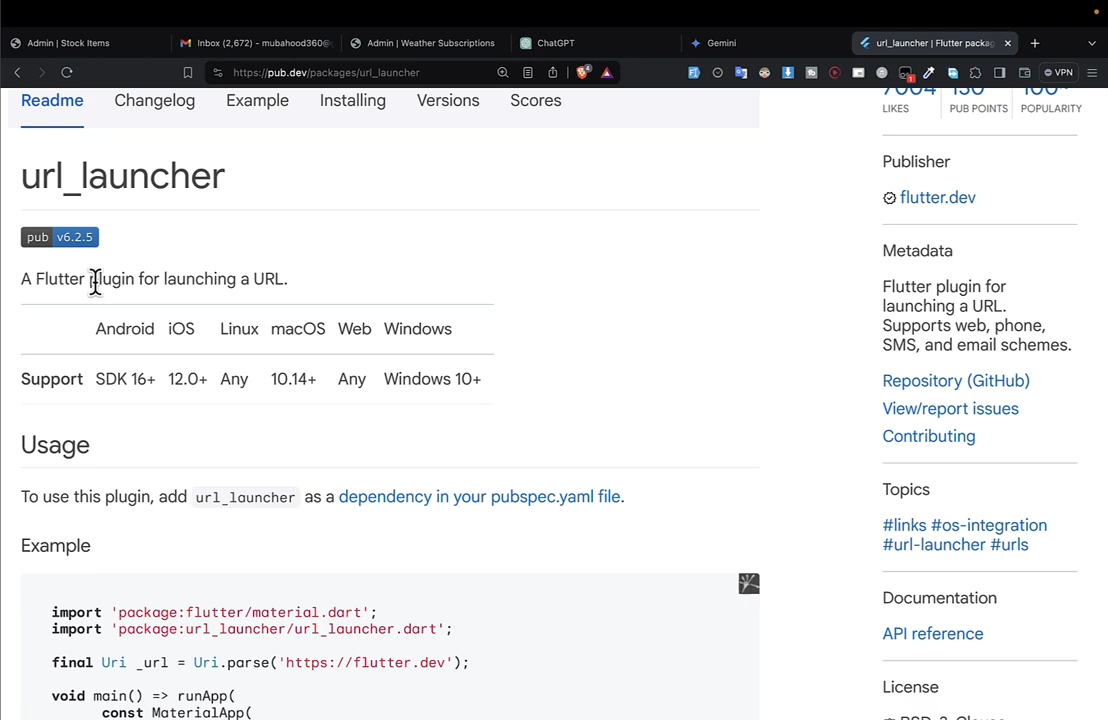 Admin | Stock Items
Inbox (2,672) - mubahood360@
Admin | Weather Subscriptions
ChatGPT
Gemini
url_launcher | Flutter packag
https://pub.dev/packages/url_launcher
4
1
VPN
Readme
Changelog
Example
Installing
Versions
Scores
LIKES
PUB POINTS
POPULARITY
url_launcher
pub v6.2.5
A Flutter plugin for launching a URL.
Android iOS Linux macOS Web Windows
Support SDK 16+ 12.0+ Any 10.14+ Any Windows 10+
Usage
To use this plugin, add url_launcher as a dependency in your pubspec.yaml file.
Example
import 'package:flutter/material.dart';
import 'package:url_launcher/url_launcher.dart';
final Uri _url = Uri.parse('https://flutter.dev');
void main() => runApp(
const MaterialApp(
Publisher
flutter.dev
Metadata
Flutter plugin for
launching a URL.
Supports web, phone,
SMS, and email schemes.
Repository (GitHub)
View/report issues
Contributing
Topics
#links #os-integration
#url-launcher #urls
Documentation
API reference
License